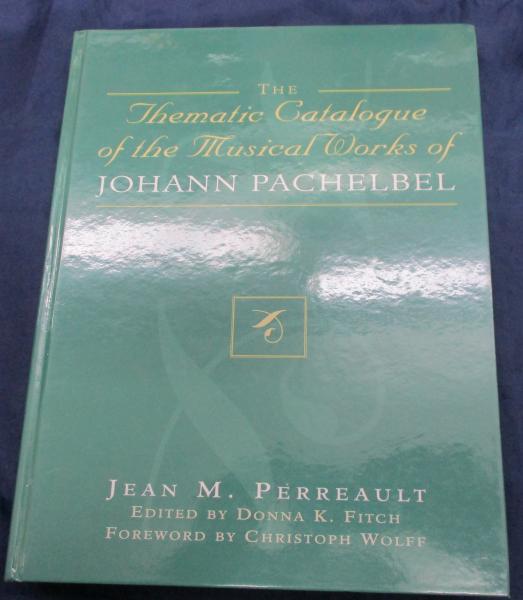 THE
Thematic Catalogue
of the Musical Works of
JOHANN PACHELBEL
JEAN M. PERREAULT
EDITED BY DONNA K. FITCH
FOREWORD BY CHRISTOPH WOLFF